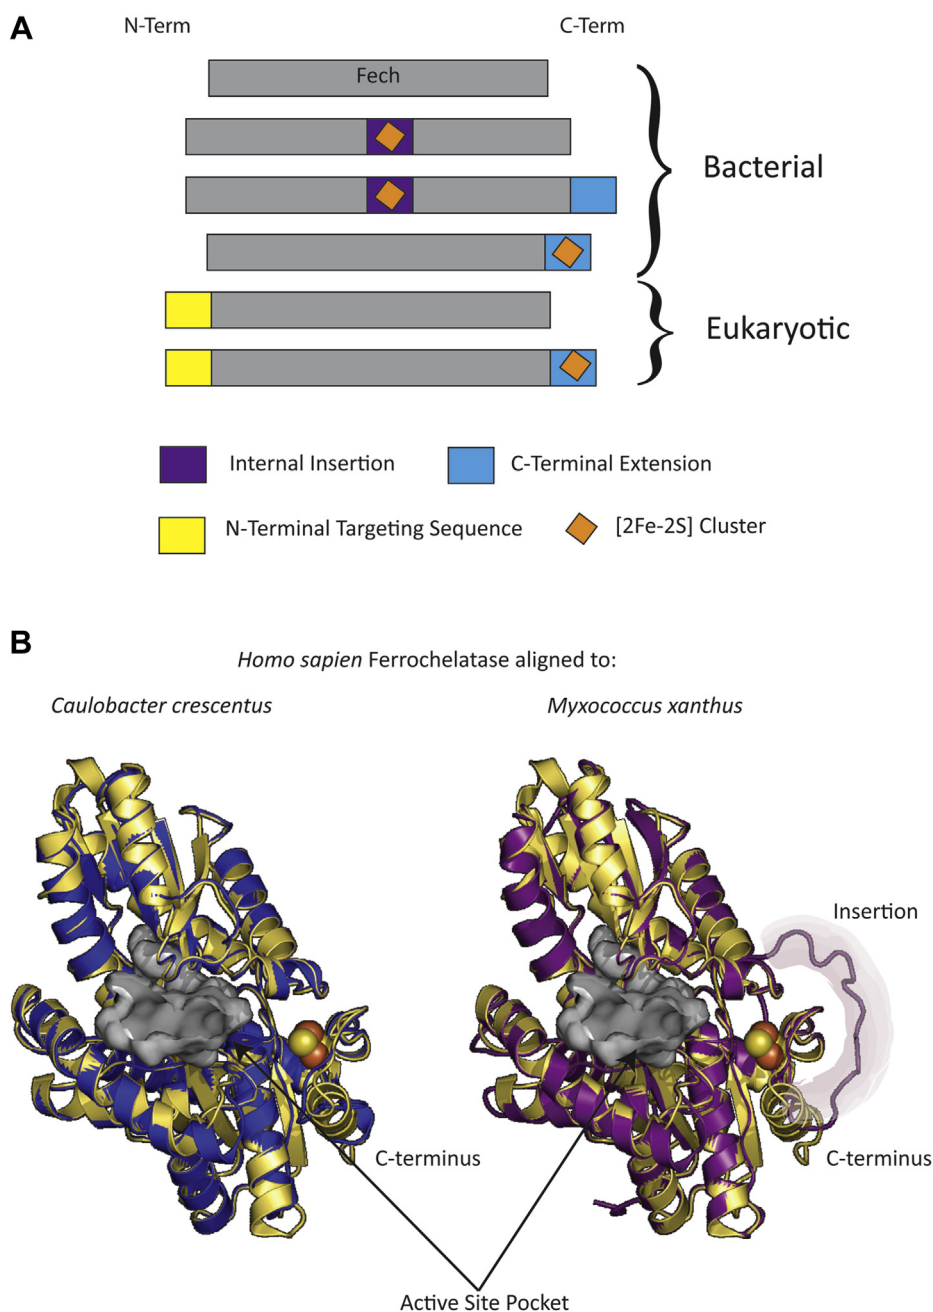 A
N-Term
C-Term
Fech
Bacterial
Eukaryotic
Internal Insertion
C-Terminal Extension
N-Terminal Targeting Sequence
[2Fe-2S] Cluster
B
Homo sapien Ferrochelatase aligned to:
Caulobacter crescentus
Myxococcus xanthus
Insertion
C-terminus
C-terminus
Active Site Pocket